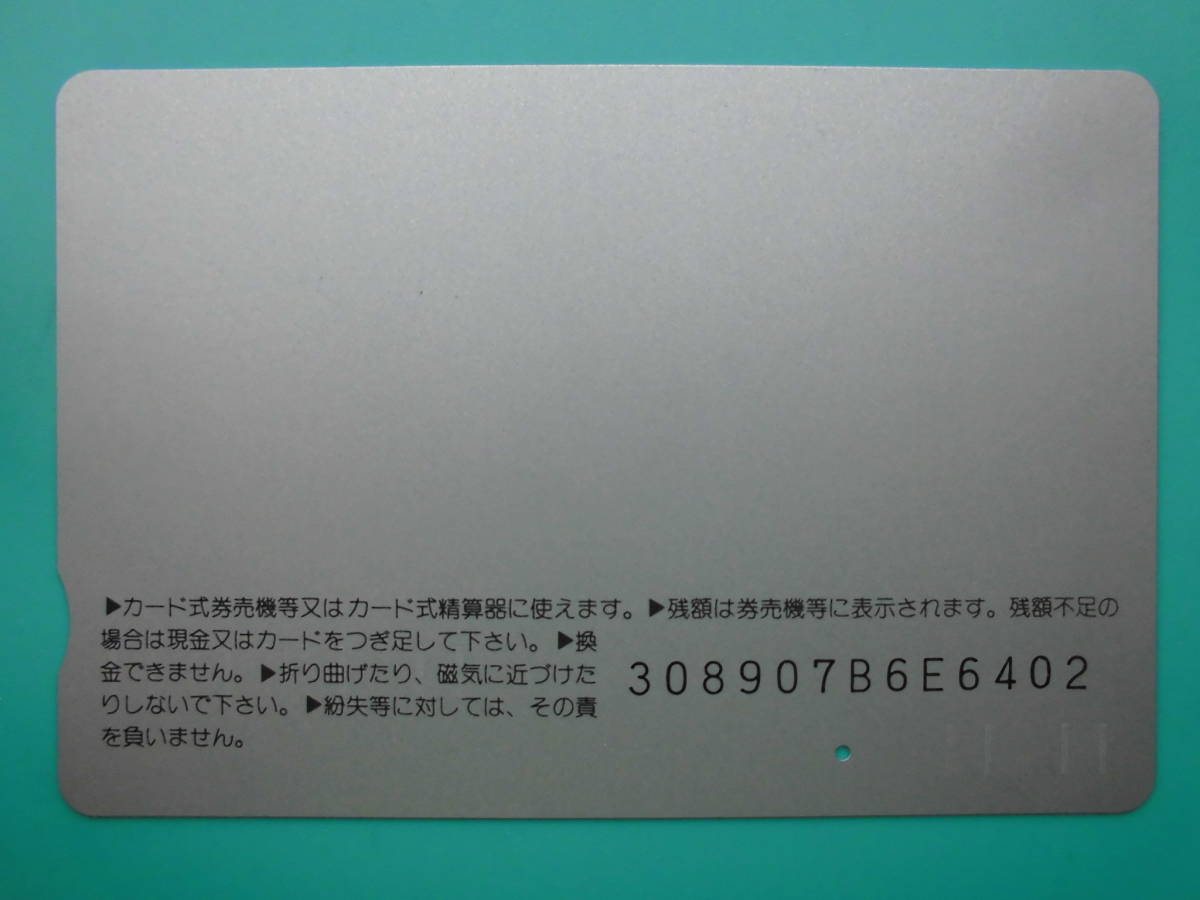 ▶カード式券売機等又はカード式精算器に使えます。▶残額は券売機等に表示されます。残額不足の
場合は現金又はカードをつぎ足して下さい。▶換
金できません。▶折り曲げたり、磁気に近づけた
りしないで下さい。▶紛失等に対しては、その責
を負いません。
308907B6E6402